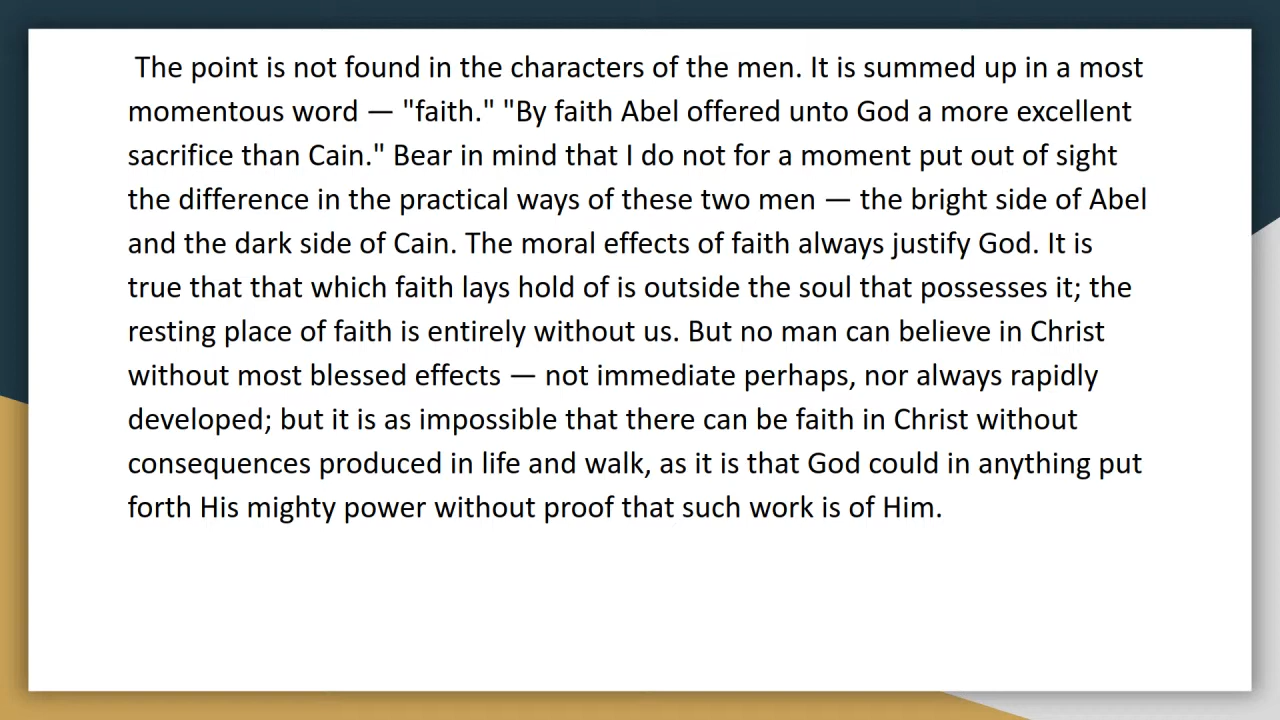 The point is not found in the characters of the men. It is summed up in a most
momentous word — "faith." "By faith Abel offered unto God a more excellent
sacrifice than Cain." Bear in mind that I do not for a moment put out of sight
the difference in the practical ways of these two men — the bright side of Abel
and the dark side of Cain. The moral effects of faith always justify God. It is
true that that which faith lays hold of is outside the soul that possesses it; the
resting place of faith is entirely without us. But no man can believe in Christ
without most blessed effects — not immediate perhaps, nor always rapidly
developed; but it is as impossible that there can be faith in Christ without
consequences produced in life and walk, as it is that God could in anything put
forth His mighty power without proof that such work is of Him.